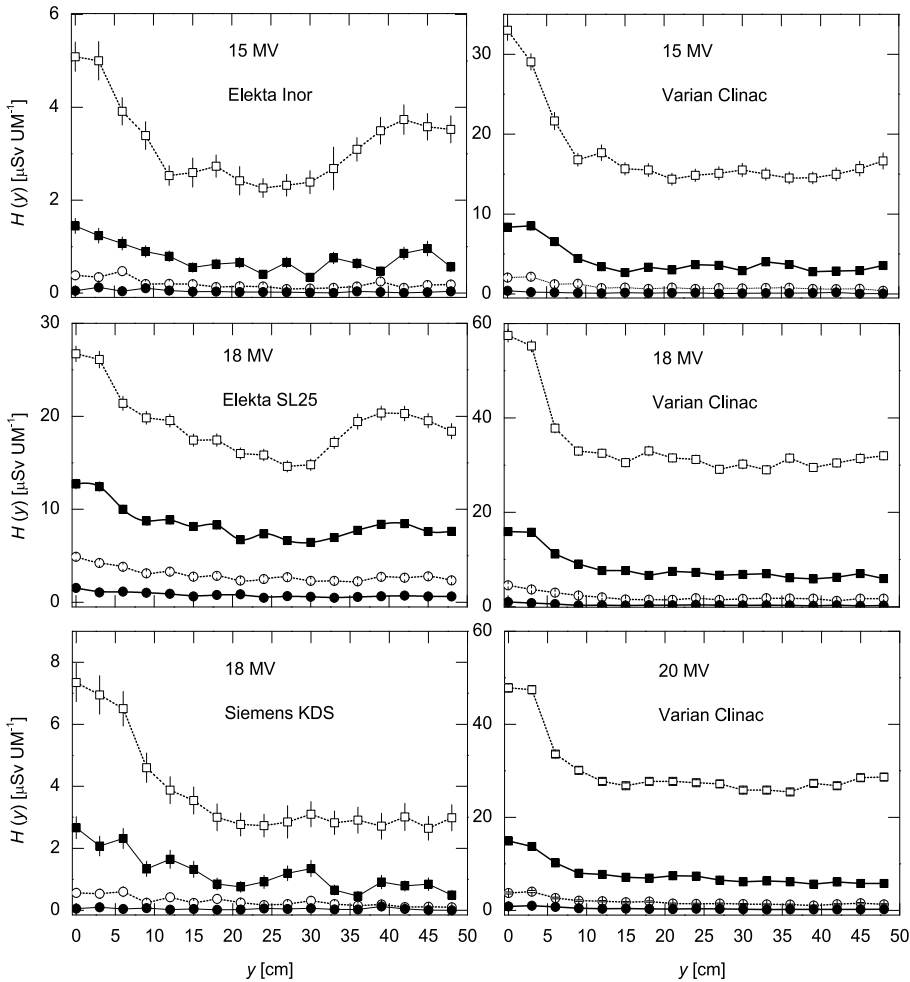 6
4
2
0
H (y) [μSv UM⁻¹]
15 MV
Elekta Inor
30
20
10
0
15 MV
Varian Clinac
30
20
10
0
H (y) [μSv UM⁻¹]
18 MV
Elekta SL25
60
40
20
0
18 MV
Varian Clinac
8
6
4
2
0
H (y) [μSv UM⁻¹]
18 MV
Siemens KDS
60
40
20
0
20 MV
Varian Clinac
0 5 10 15 20 25 30 35 40 45 50
0 5 10 15 20 25 30 35 40 45 50
y [cm]
y [cm]